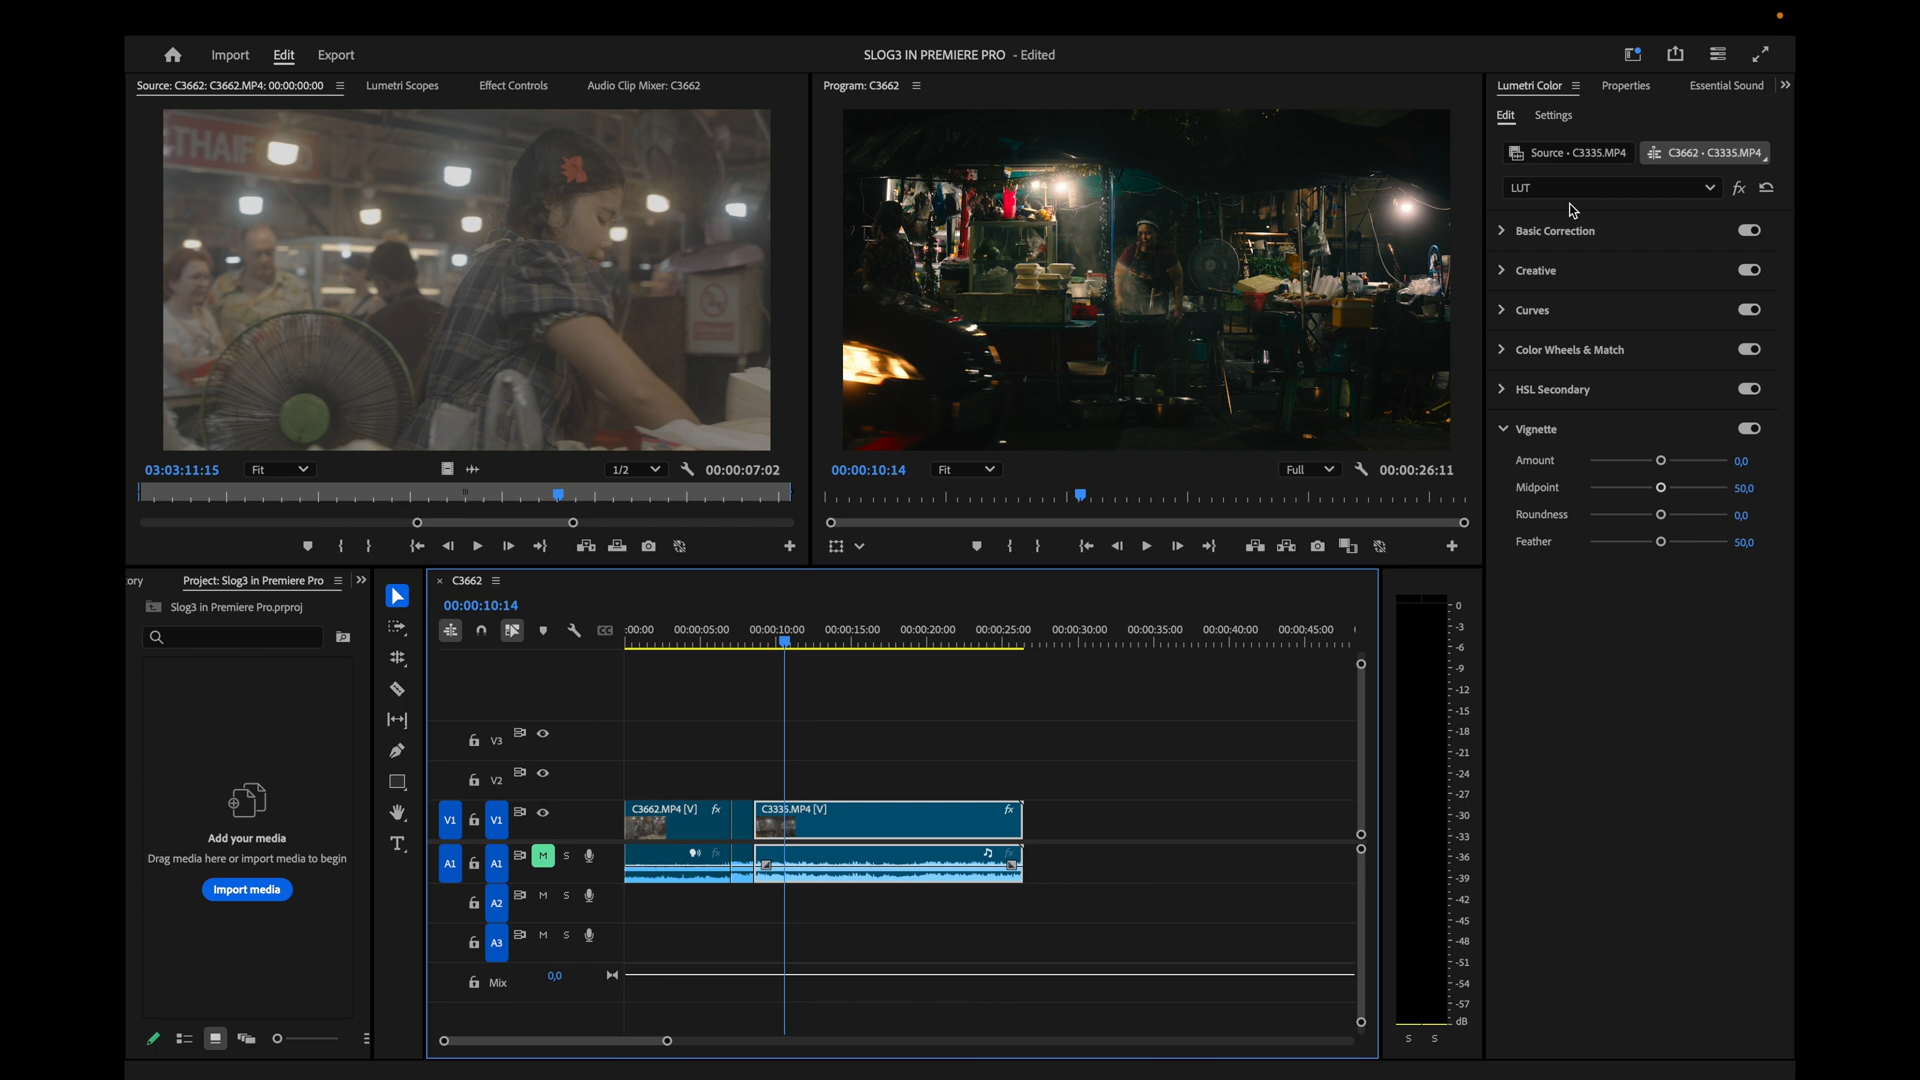 Import
Edit
Export
SLOG3 IN PREMIERE PRO - Edited
Source: C3662: C3662.MP4: 00:00:00:00
Lumetri Scopes
Effect Controls
Audio Clip Mixer: C3662
Program: C3662
Lumetri Color
Properties
Essential Sound
Edit
Settings
Source • C3335.MP4
C3662 • C3335.MP4
LUT
fx
THAIF
Basic Correction
Creative
Curves
Color Wheels & Match
HSL Secondary
Vignette
Amount
0,0
Midpoint
50,0
Roundness
0,0
Feather
50,0
03:03:11:15
Fit
1/2
00:00:07:02
00:00:10:14
Fit
Full
00:00:26:11
ory
Project: Slog3 in Premiere Pro
Slog3 in Premiere Pro.prproj
Add your media
Drag media here or import media to begin
Import media
T
C3662
00:00:10:14
CC
:00:00
00:00:05:00
00:00:10:00
00:00:15:00
00:00:20:00
00:00:25:00
00:00:30:00
00:00:35:00
00:00:40:00
00:00:45:00
V3
V2
V1
V1
C3662.MP4 [V]
fx
C3335.MP4 [V]
fx
A1
A1
M
S
fx
fx
A2
M
S
A3
M
S
Mix
0,0
0
-3
-6
-9
-12
-15
-18
-21
-24
-27
-30
-33
-36
-39
-42
-45
-48
-51
-54
-57
dB
S
S